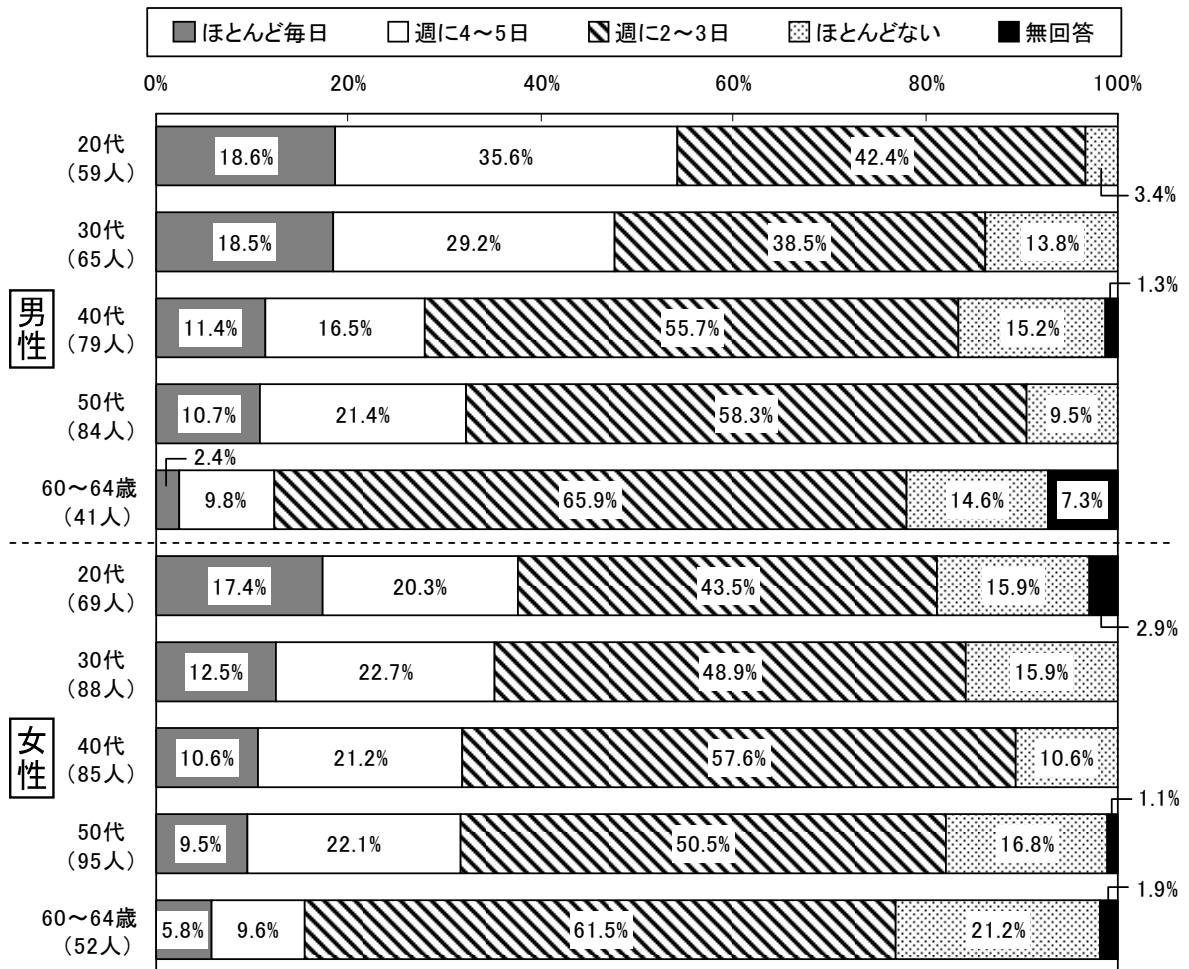 ほとんど毎日 週に4～5日 週に2～3日 ほとんどない 無回答
0% 20% 40% 60% 80% 100%
男性
20代
(59人)
18.6% 35.6% 42.4% 3.4%
30代
(65人)
18.5% 29.2% 38.5% 13.8%
40代
(79人)
11.4% 16.5% 55.7% 15.2% 1.3%
50代
(84人)
10.7% 21.4% 58.3% 9.5%
60～64歳
(41人)
2.4% 9.8% 65.9% 14.6% 7.3%
女性
20代
(69人)
17.4% 20.3% 43.5% 15.9% 2.9%
30代
(88人)
12.5% 22.7% 48.9% 15.9%
40代
(85人)
10.6% 21.2% 57.6% 10.6%
50代
(95人)
9.5% 22.1% 50.5% 16.8% 1.1%
60～64歳
(52人)
5.8% 9.6% 61.5% 21.2% 1.9%